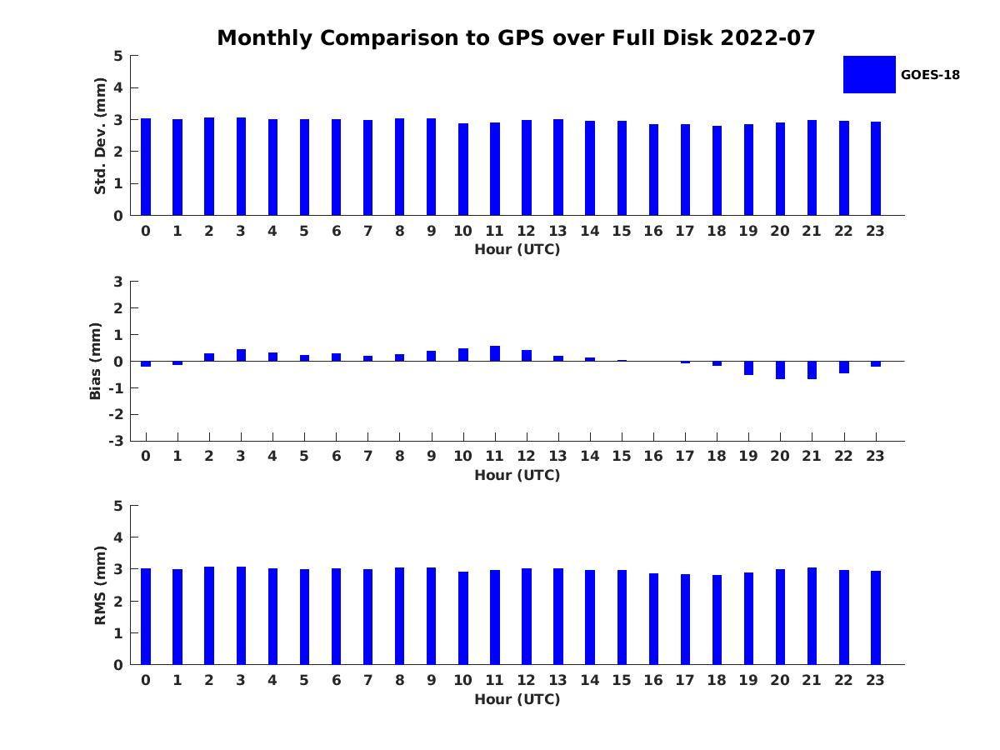 Monthly Comparison to GPS over Full Disk 2022-07
GOES-18
Std. Dev. (mm)
5
4
3
2
1
0
0 1 2 3 4 5 6 7 8 9 10 11 12 13 14 15 16 17 18 19 20 21 22 23
Hour (UTC)
Bias (mm)
3
2
1
0
-1
-2
-3
0 1 2 3 4 5 6 7 8 9 10 11 12 13 14 15 16 17 18 19 20 21 22 23
Hour (UTC)
RMS (mm)
5
4
3
2
1
0
0 1 2 3 4 5 6 7 8 9 10 11 12 13 14 15 16 17 18 19 20 21 22 23
Hour (UTC)